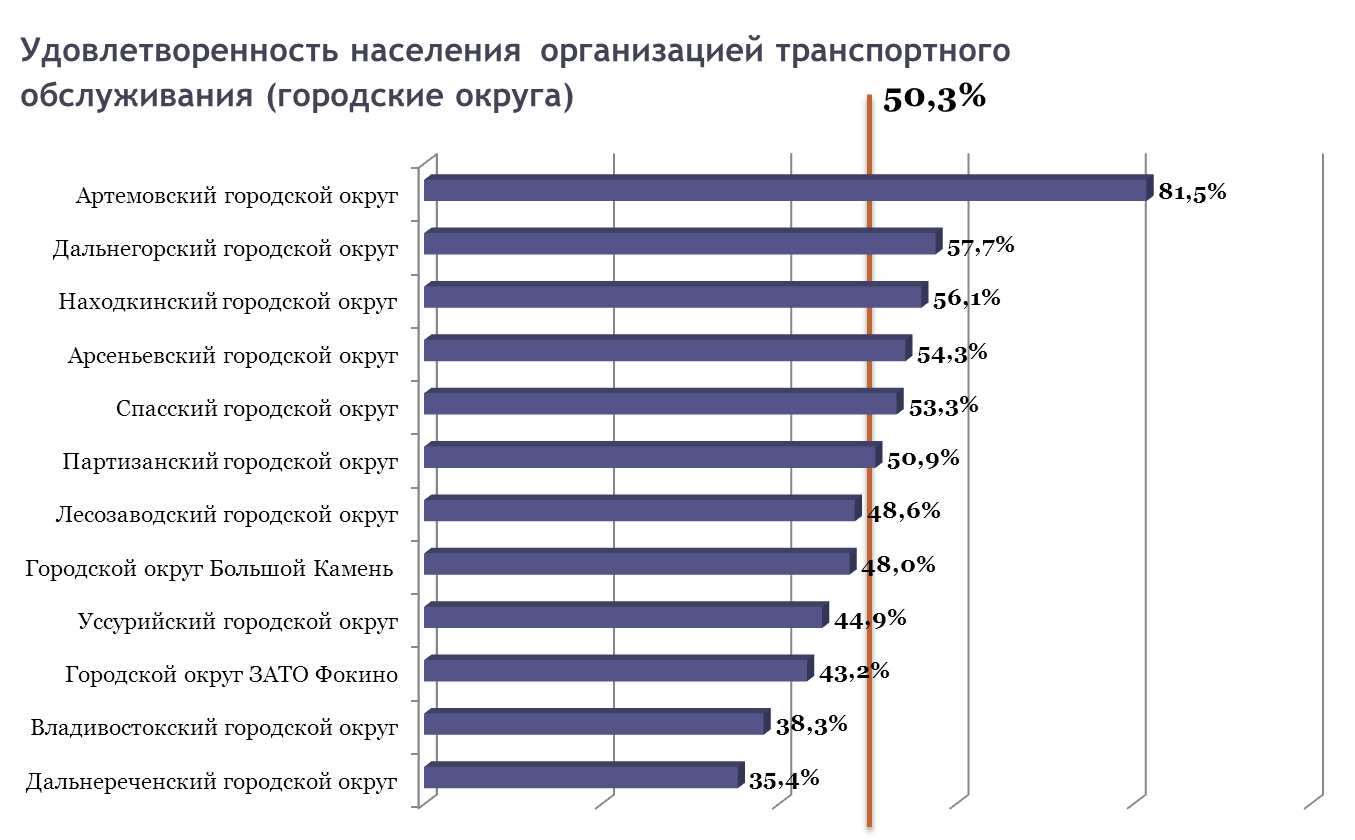 Удовлетворенность населения организацией транспортного
обслуживания (городские округа)
50,3%
Артемовский городской округ 81,5%
Дальнегорский городской округ 57,7%
Находкинский городской округ 56,1%
Арсеньевский городской округ 54,3%
Спасский городской округ 53,3%
Партизанский городской округ 50,9%
Лесозаводский городской округ 48,6%
Городской округ Большой Камень 48,0%
Уссурийский городской округ 44,9%
Городской округ ЗАТО Фокино 43,2%
Владивостокский городской округ 38,3%
Дальнереченский городской округ 35,4%